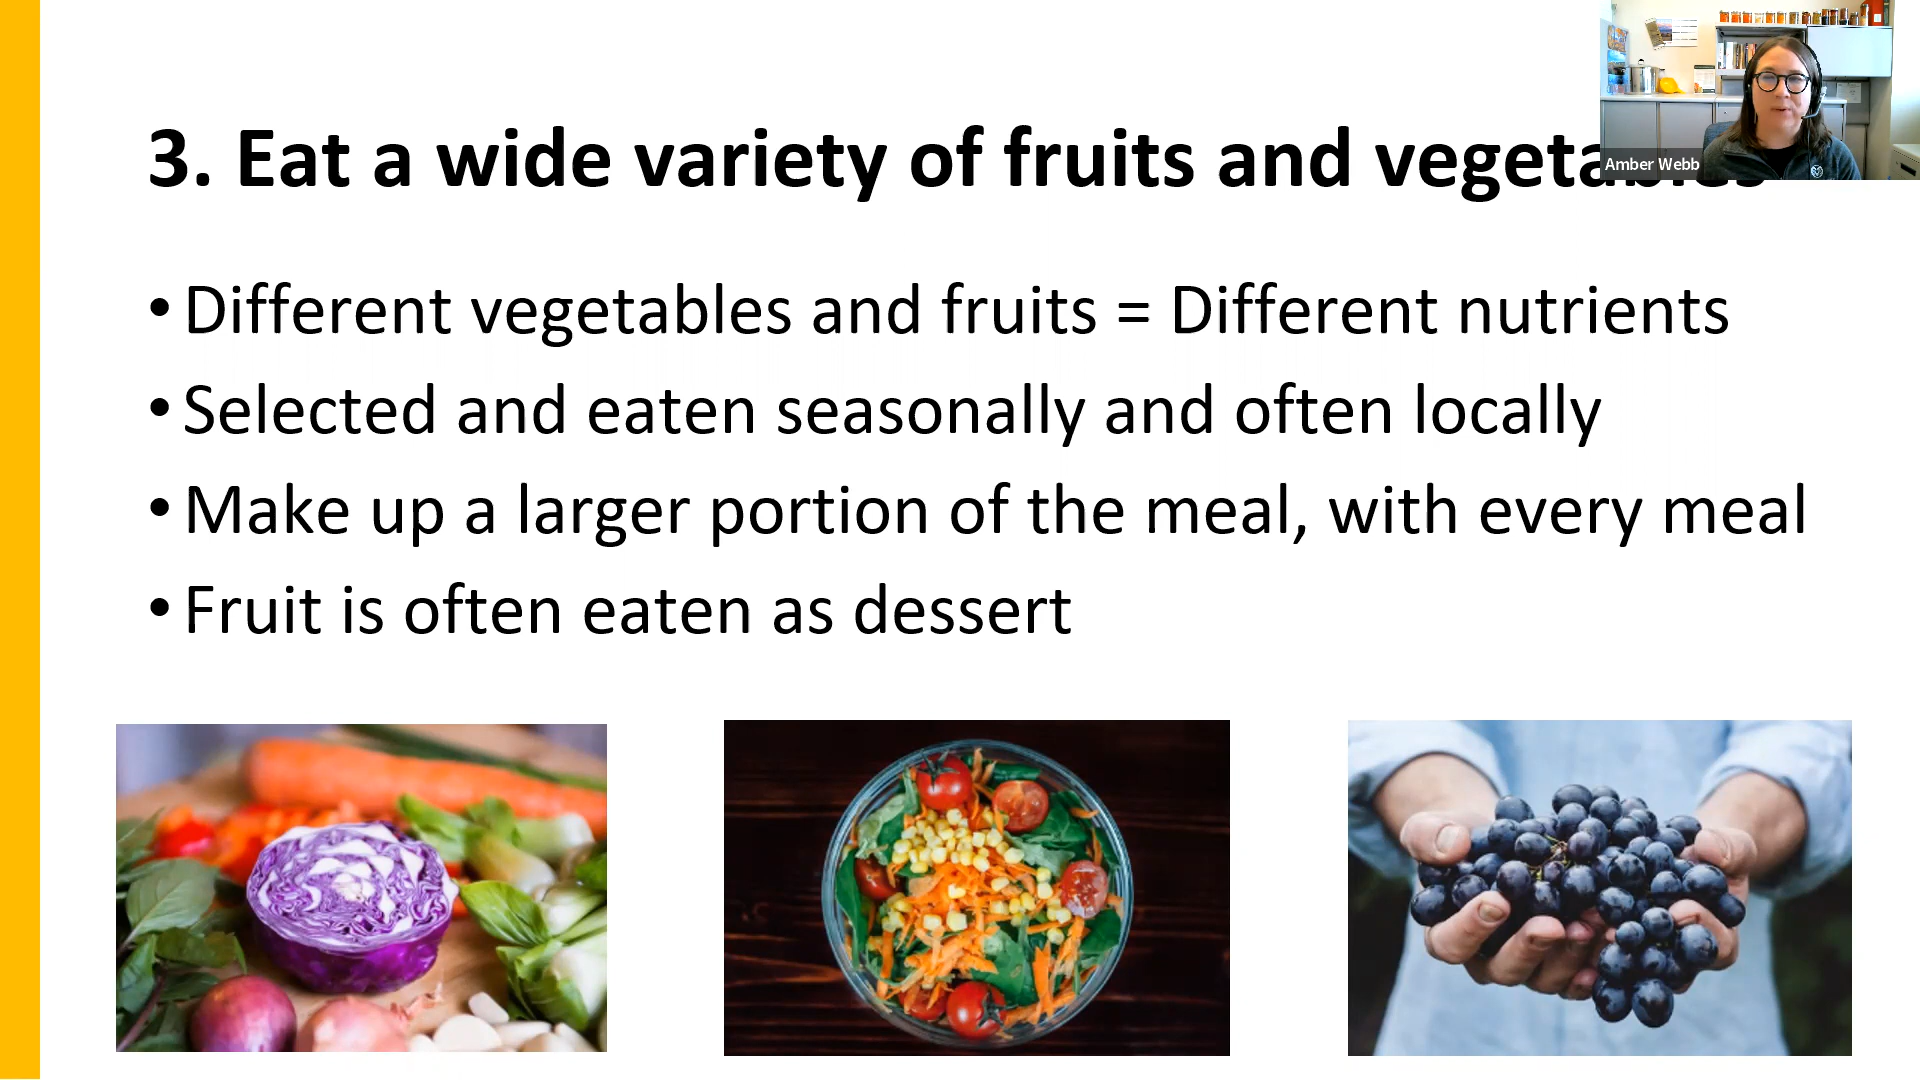 3. Eat a wide variety of fruits and vegetables
Amber Webb
• Different vegetables and fruits = Different nutrients
• Selected and eaten seasonally and often locally
• Make up a larger portion of the meal, with every meal
• Fruit is often eaten as dessert